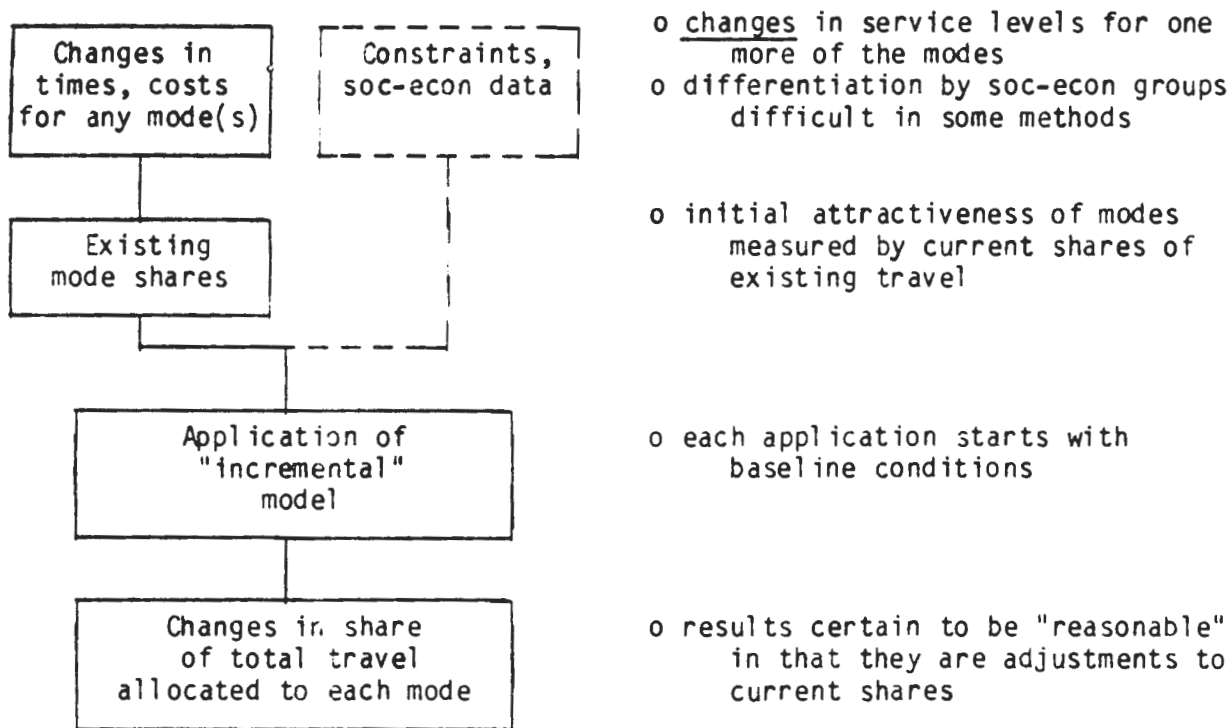 Changes in
times, costs
for any mode(s)
Constraints,
soc-econ data
o changes in service levels for one
more of the modes
o differentiation by soc-econ groups
difficult in some methods
Existing
mode shares
o initial attractiveness of modes
measured by current shares of
existing travel
Application of
"incremental"
model
o each application starts with
baseline conditions
Changes in share
of total travel
allocated to each mode
o results certain to be "reasonable"
in that they are adjustments to
current shares